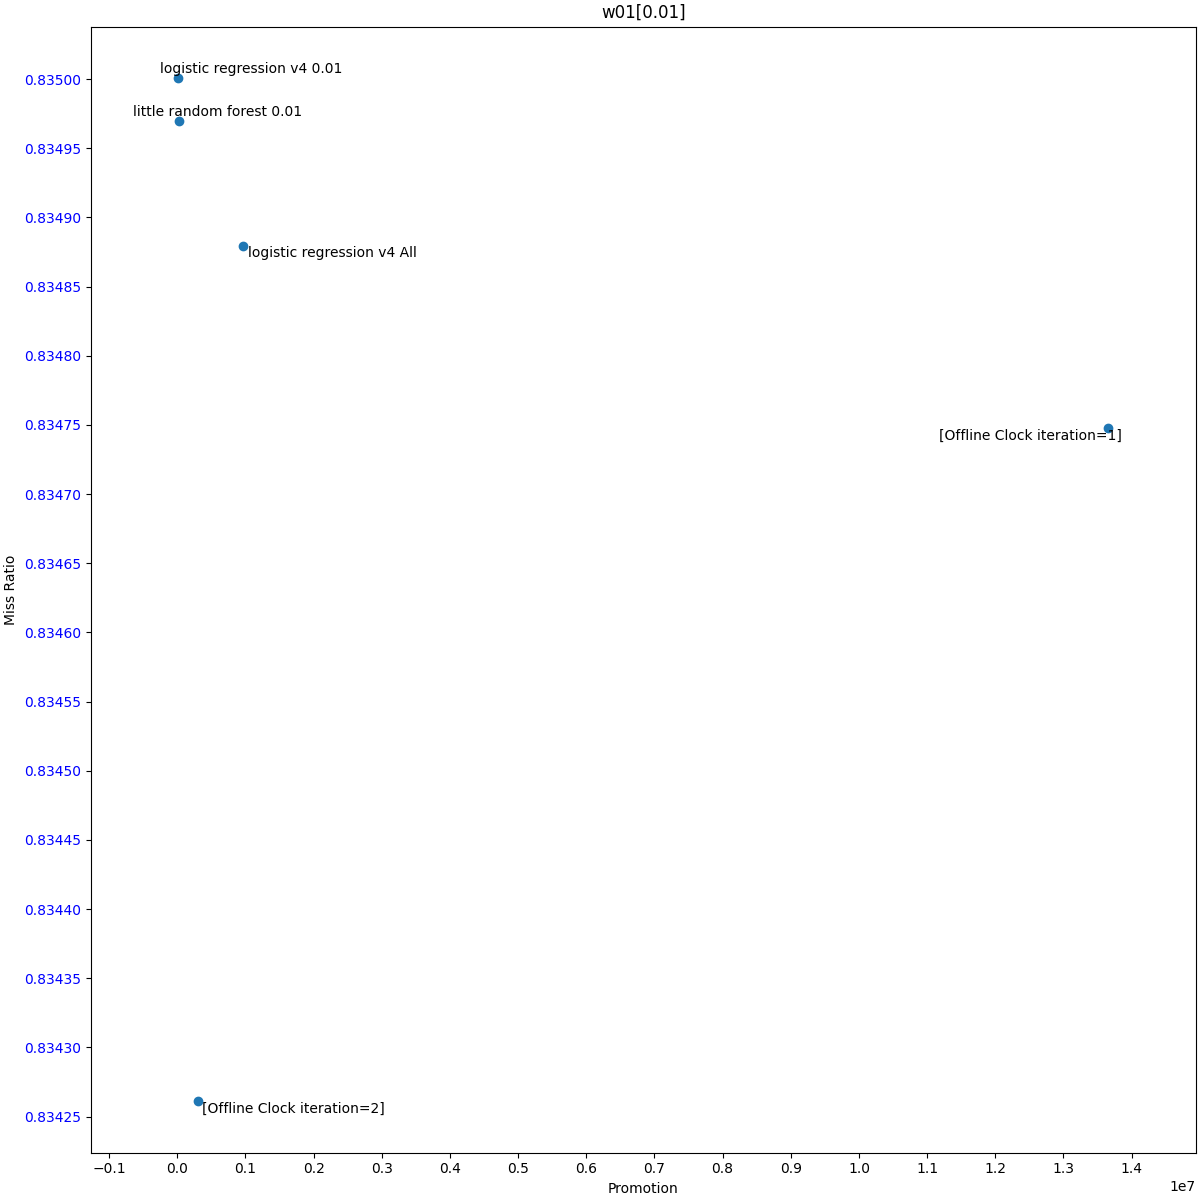 w01[0.01]
logistic regression v4 0.01
0.83500
little random forest 0.01
0.83495
0.83490
logistic regression v4 All
0.83485
0.83480
0.83475
[Offline Clock iteration=1]
0.83470
0.83465
Miss Ratio
0.83460
0.83455
0.83450
0.83445
0.83440
0.83435
0.83430
[Offline Clock iteration=2]
0.83425
−0.1 0.0 0.1 0.2 0.3 0.4 0.5 0.6 0.7 0.8 0.9 1.0 1.1 1.2 1.3 1.4
1e7
Promotion